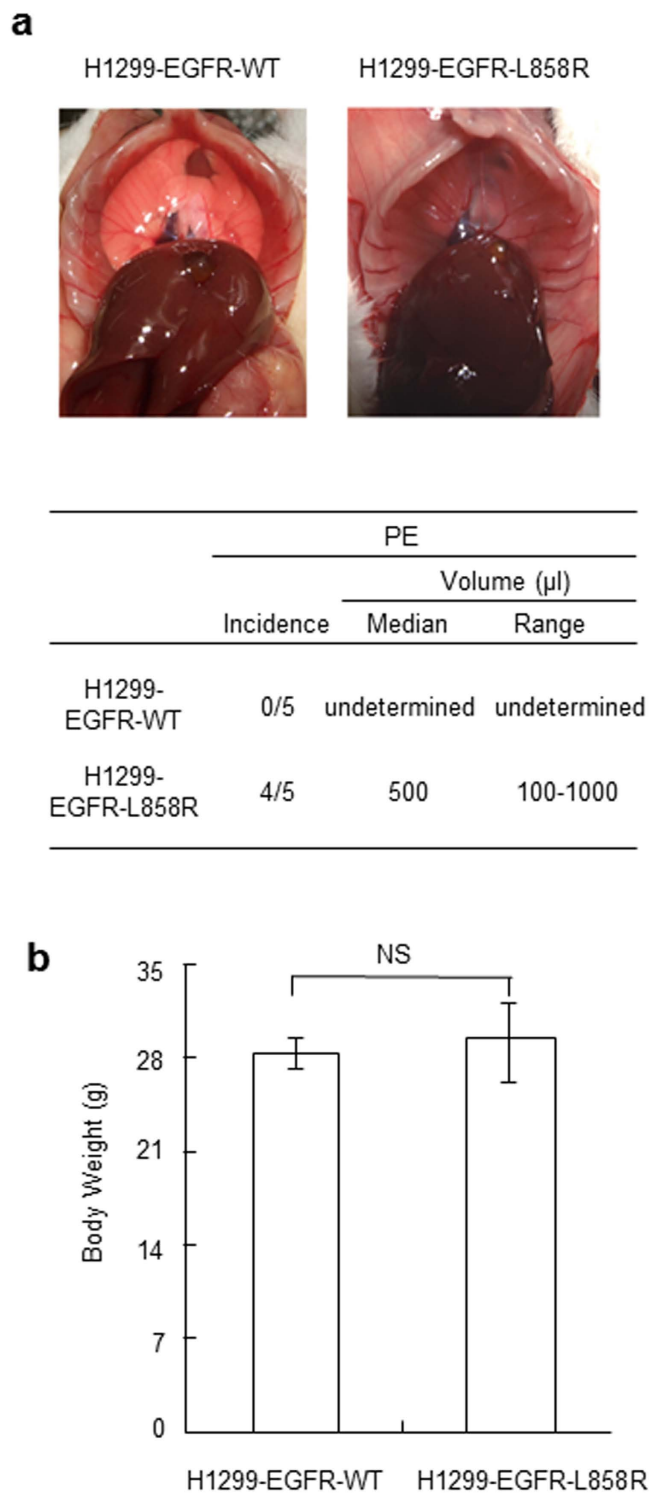 a
H1299-EGFR-WT H1299-EGFR-L858R
PE
Volume (µl)
Incidence Median Range
H1299-
EGFR-WT
0/5 undetermined undetermined
H1299-
EGFR-L858R
4/5 500 100-1000
b
NS
35
28
21
14
7
0
Body Weight (g)
H1299-EGFR-WT H1299-EGFR-L858R